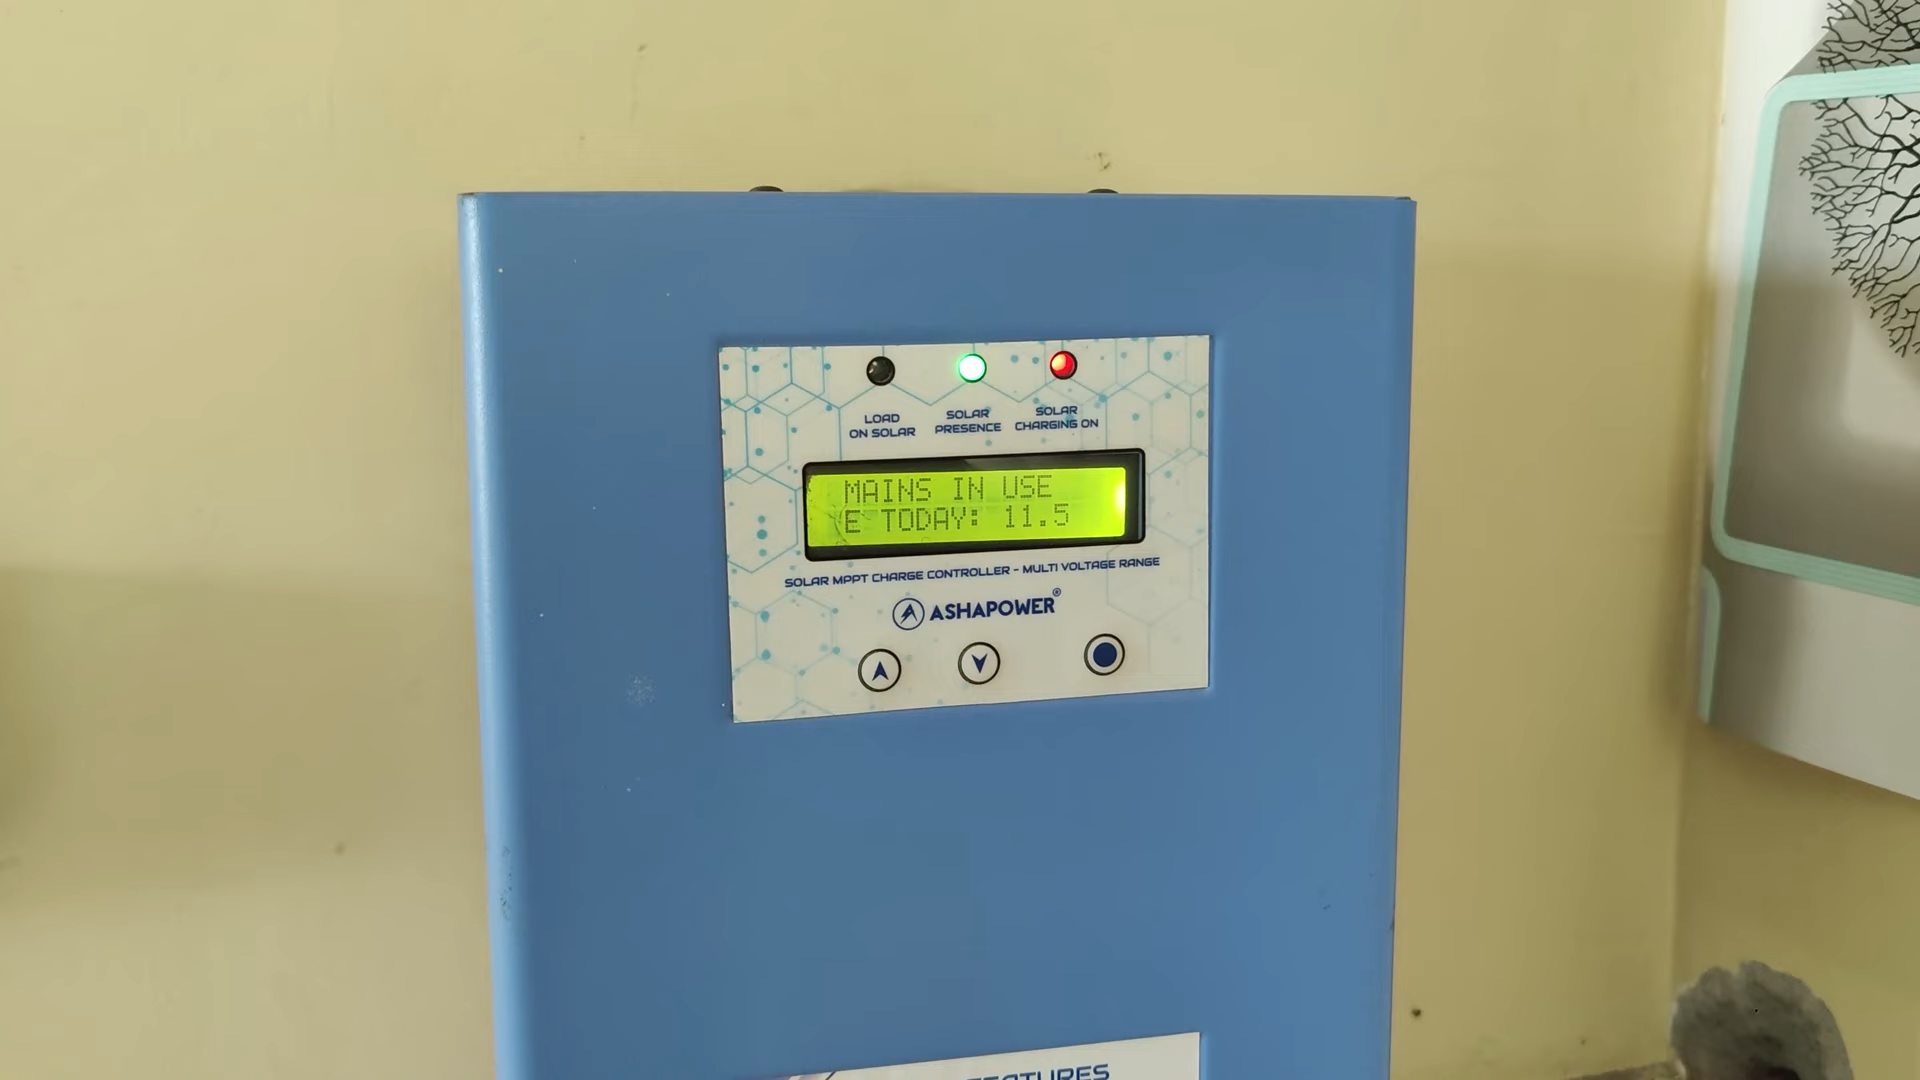 LOAD
ON SOLAR
SOLAR
PRESENCE
SOLAR
CHARGING ON
MAINS IN USE
E TODAY: 11.5
SOLAR MPPT CHARGE CONTROLLER - MULTI VOLTAGE RANGE
ASHAPOWER®